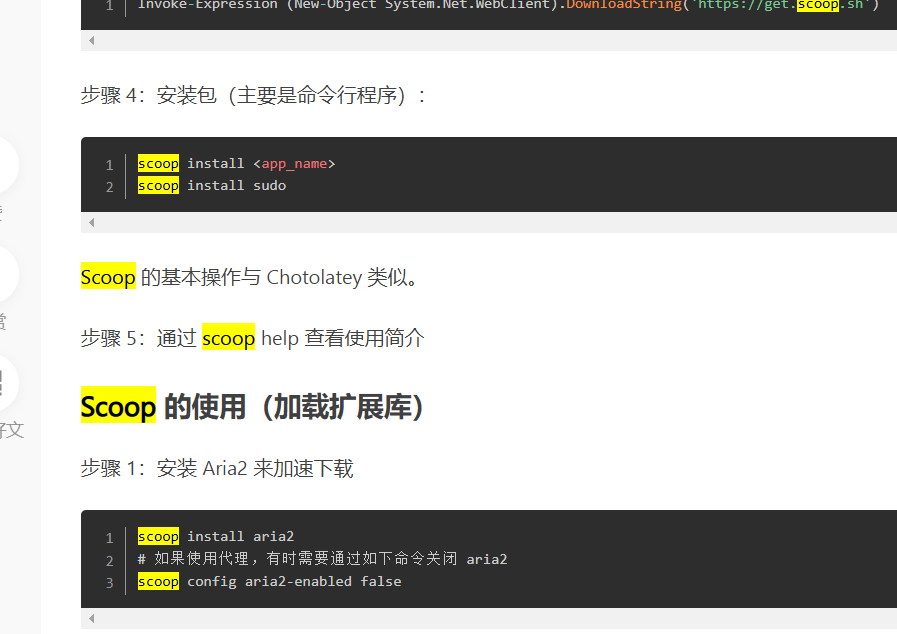 1 Invoke-Expression (New-Object System.Net.WebClient).DownloadString('https://get.scoop.sh')
步骤 4：安装包（主要是命令行程序）：
1 scoop install <app_name>
2 scoop install sudo
Scoop 的基本操作与 Chotolatey 类似。
步骤 5：通过 scoop help 查看使用简介
Scoop 的使用（加载扩展库）
好文
步骤 1：安装 Aria2 来加速下载
1 scoop install aria2
2 # 如果使用代理，有时需要通过如下命令关闭 aria2
3 scoop config aria2-enabled false